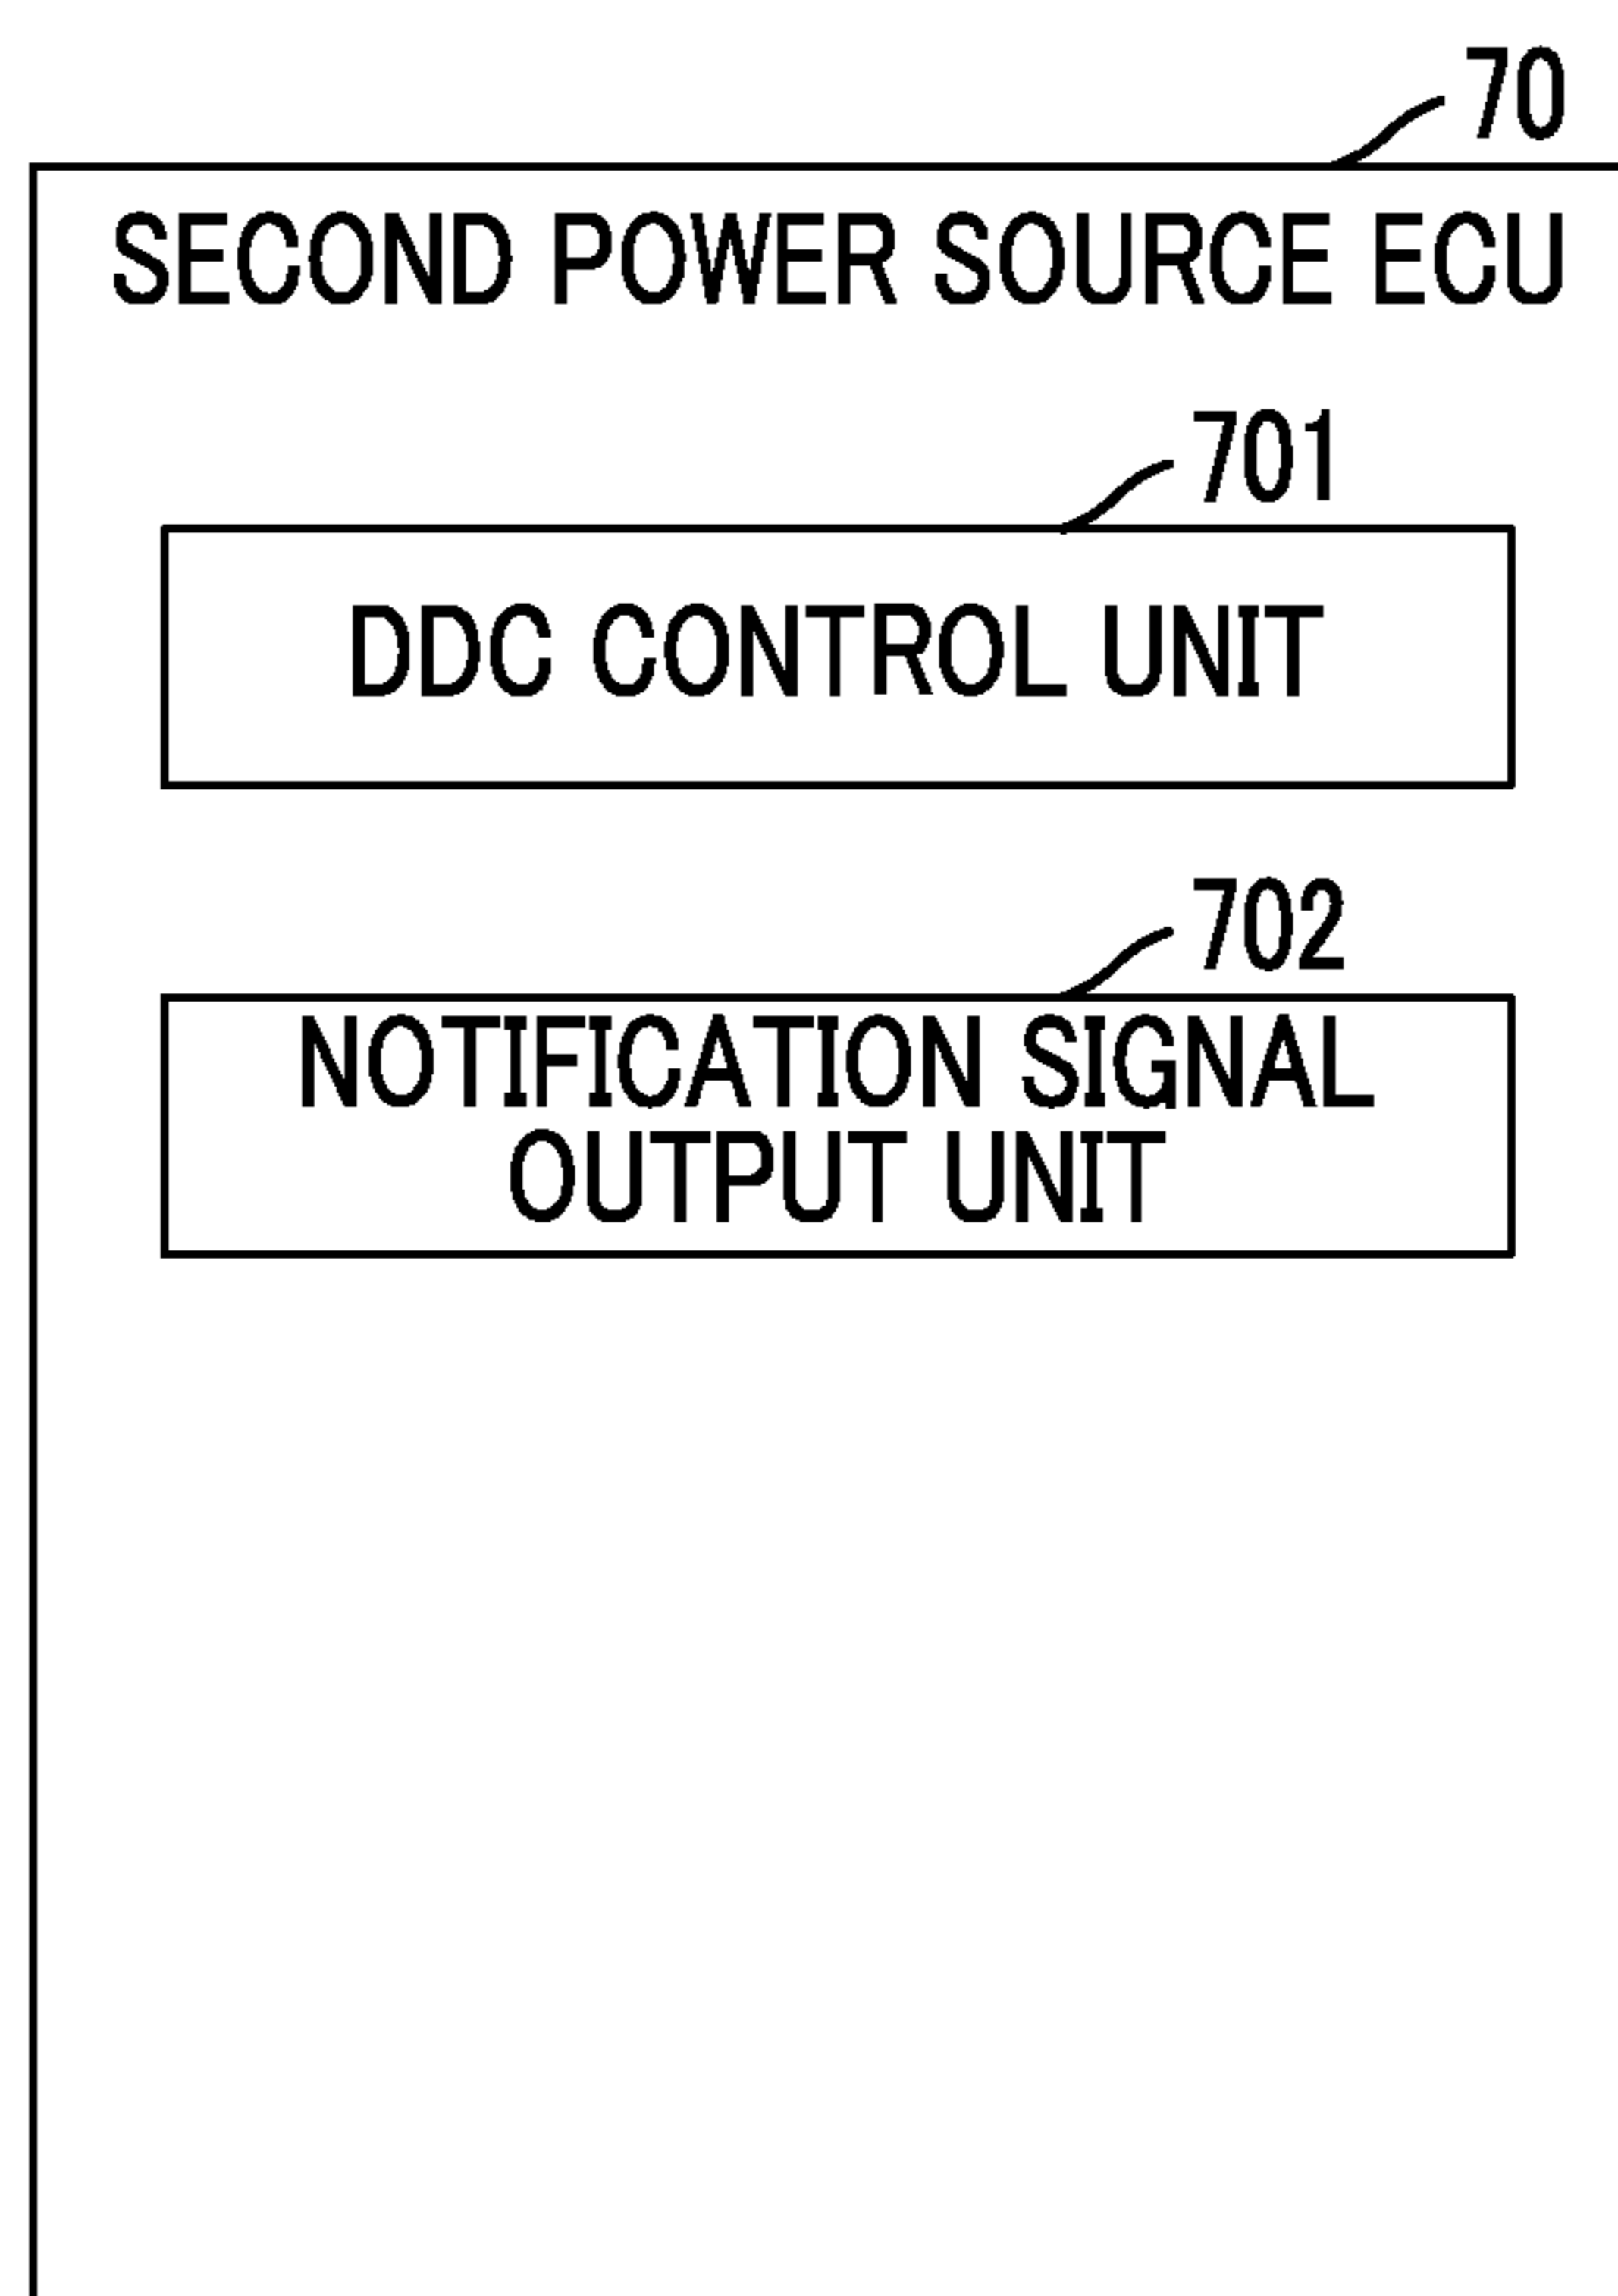 70
SECOND POWER SOURCE ECU
701
DDC CONTROL UNIT
702
NOTIFICATION SIGNAL
OUTPUT UNIT